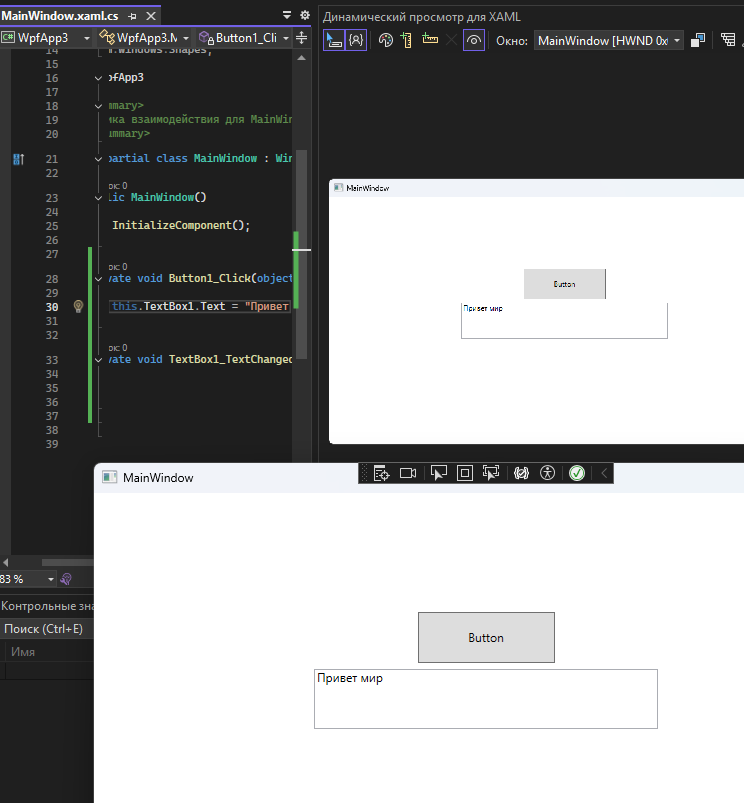 MainWindow.xaml.cs
Динамический просмотр для XAML
C# WpfApp3
WpfApp3.M
Button1_Cli
Окно:
MainWindow [HWND 0x
14 m.Windows.Shapes;
15
16 pfApp3
17
18 mmary>
19 ика взаимодействия для MainWin
20 ummary>
21 partial class MainWindow : Win
22
ок: 0
23 lic MainWindow()
24
25 InitializeComponent();
26
27
ок: 0
28 vate void Button1_Click(object
29
30 this.TextBox1.Text = "Привет
31
32
ок: 0
33 vate void TextBox1_TextChanged
34
35
36
37
38
39
MainWindow
Button
Привет мир
83 %
Контрольные зна
Поиск (Ctrl+E)
Имя
MainWindow
Button
Привет мир